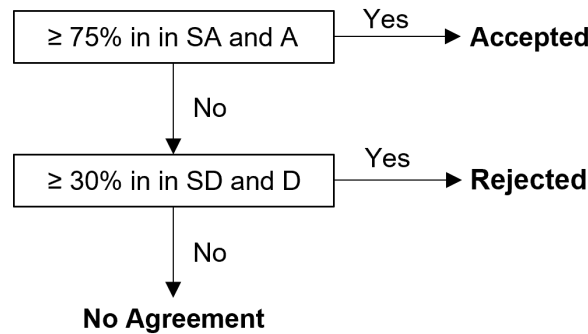 ≥ 75% in in SA and A
Yes
Accepted
No
≥ 30% in in SD and D
Yes
Rejected
No
No Agreement